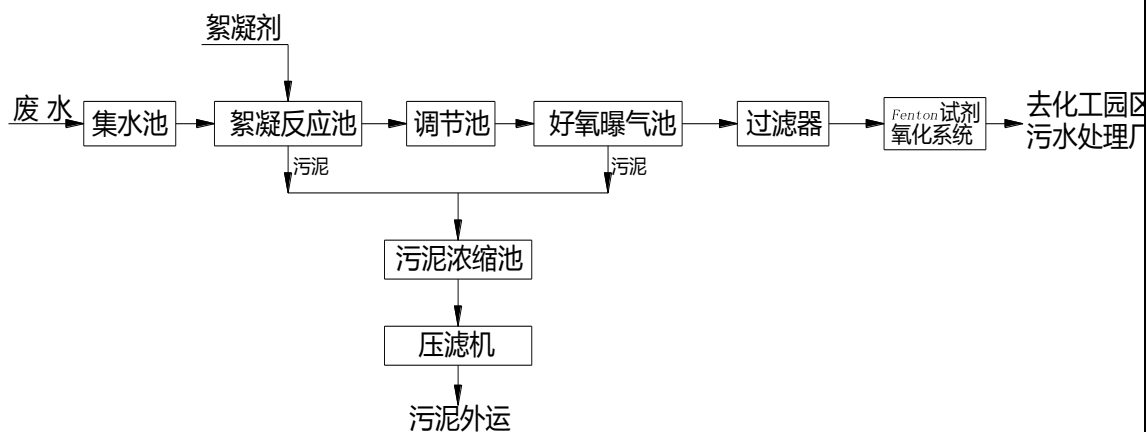 絮凝剂
废 水
集水池
絮凝反应池
调节池
好氧曝气池
过滤器
Fenton试剂
氧化系统
去化工园区
污水处理厂
污泥
污泥
污泥浓缩池
压滤机
污泥外运